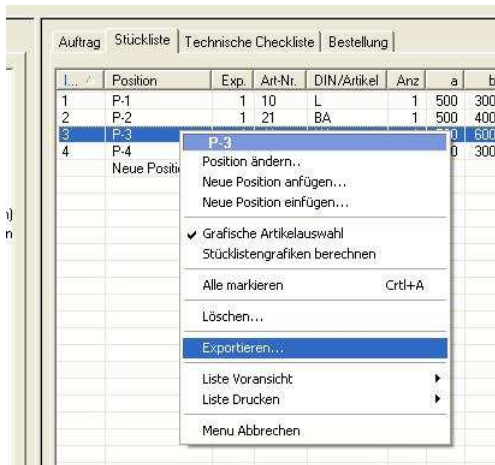 Auftrag Stückliste Technische Checkliste Bestellung
I... Position Exp. Art-Nr. DIN/Artikel Anz a b
1 P-1 1 10 L 1 500 300
2 P-2 1 21 BA 1 500 400
3 P-3 600
4 P-4 300
P-3
Position ändern..
Neue Position anfügen...
Neue Position einfügen...
Grafische Artikelauswahl
Stücklistengrafiken berechnen
Alle markieren Crtl+A
Löschen...
Exportieren...
Liste Voransicht
Liste Drucken
Menu Abbrechen